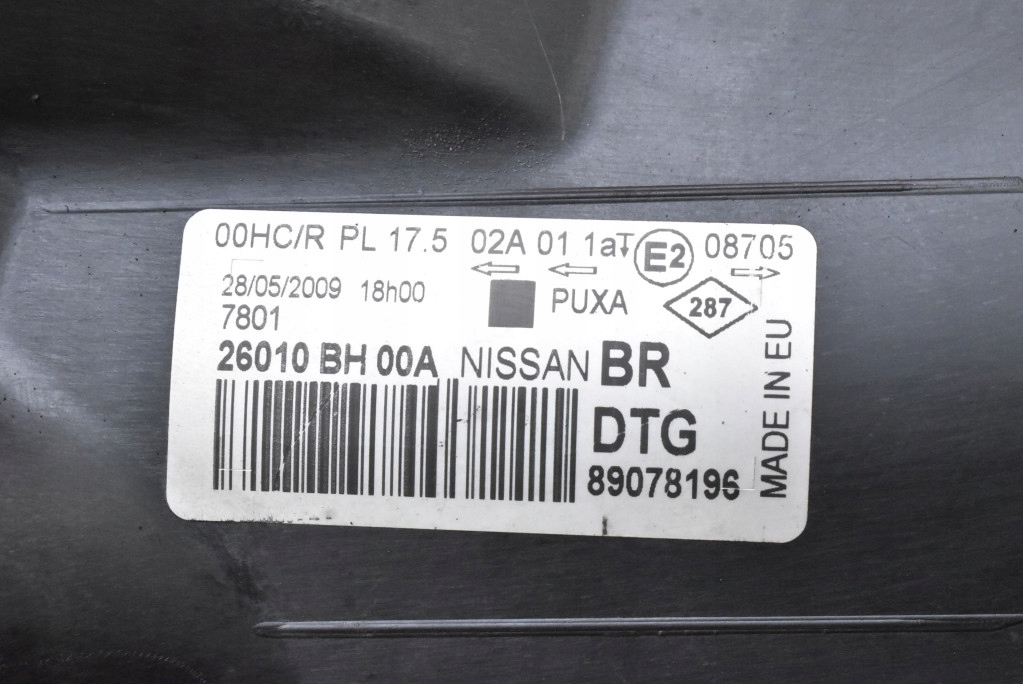 00HC/R PL 17.5 02A 01 1a E2 08705
28/05/2009 18h00 PUXA 287
7801
26010 BH 00A NISSAN BR
DTG
89078196
MADE IN EU